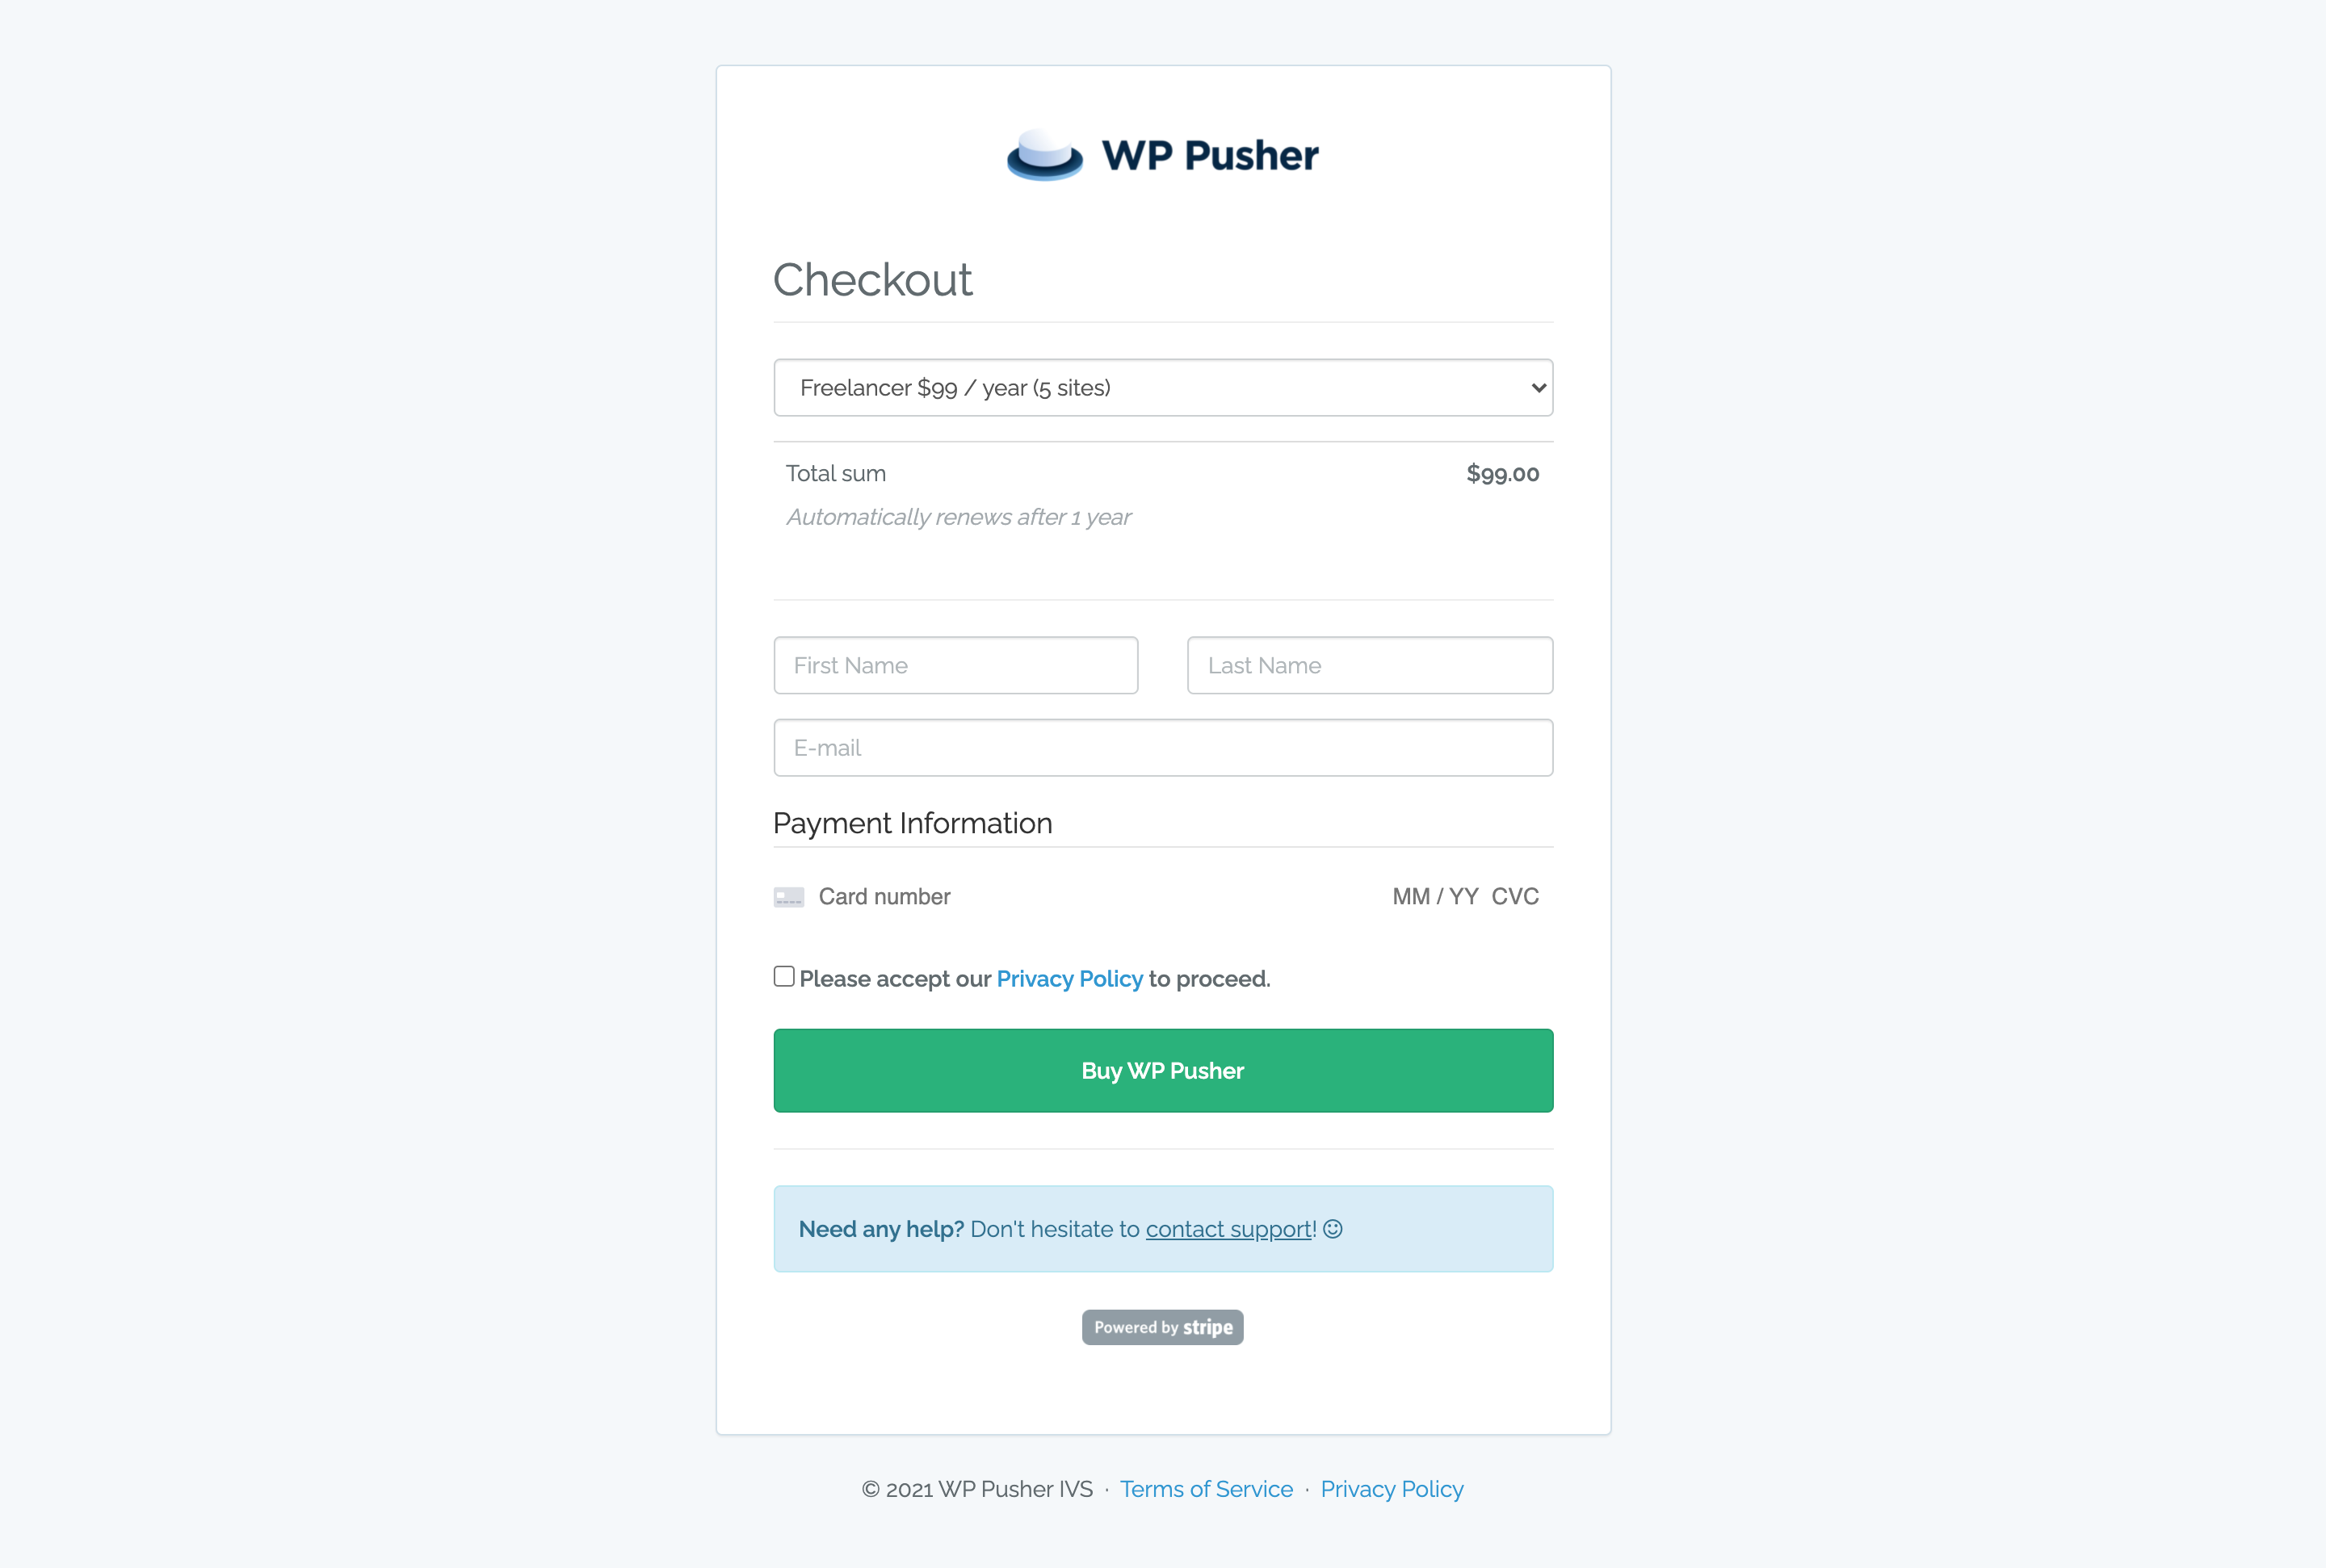 WP Pusher
Checkout
Freelancer $99 / year (5 sites)
Total sum $99.00
Automatically renews after 1 year
First Name Last Name
E-mail
Payment Information
Card number MM / YY CVC
Please accept our Privacy Policy to proceed.
Buy WP Pusher
Need any help? Don't hesitate to contact support!
Powered by stripe
© 2021 WP Pusher IVS · Terms of Service · Privacy Policy